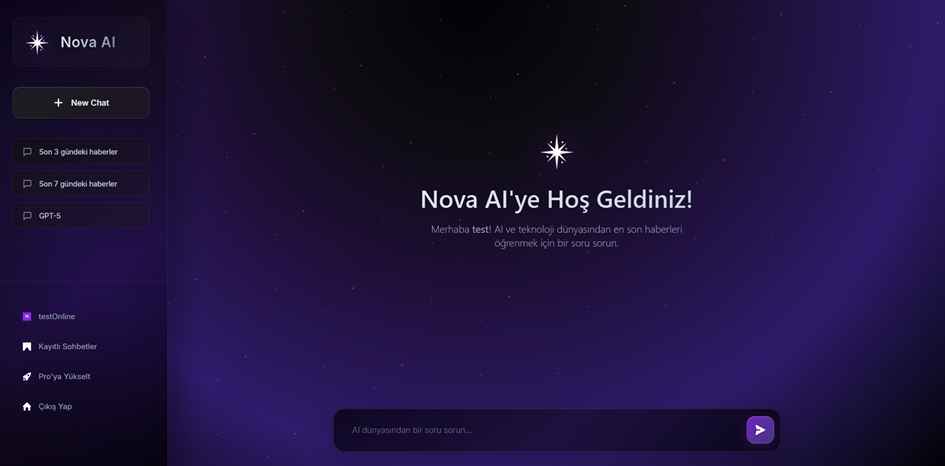 Nova AI
New Chat
Son 3 gündeki haberler
Son 7 gündeki haberler
GPT-5
testOnline
Kayıtlı Sohbetler
Pro'ya Yükselt
Çıkış Yap
Nova AI'ye Hoş Geldiniz!
Merhaba test! AI ve teknoloji dünyasından en son haberleri
öğrenmek için bir soru sorun.
AI dünyasından bir soru sorun...